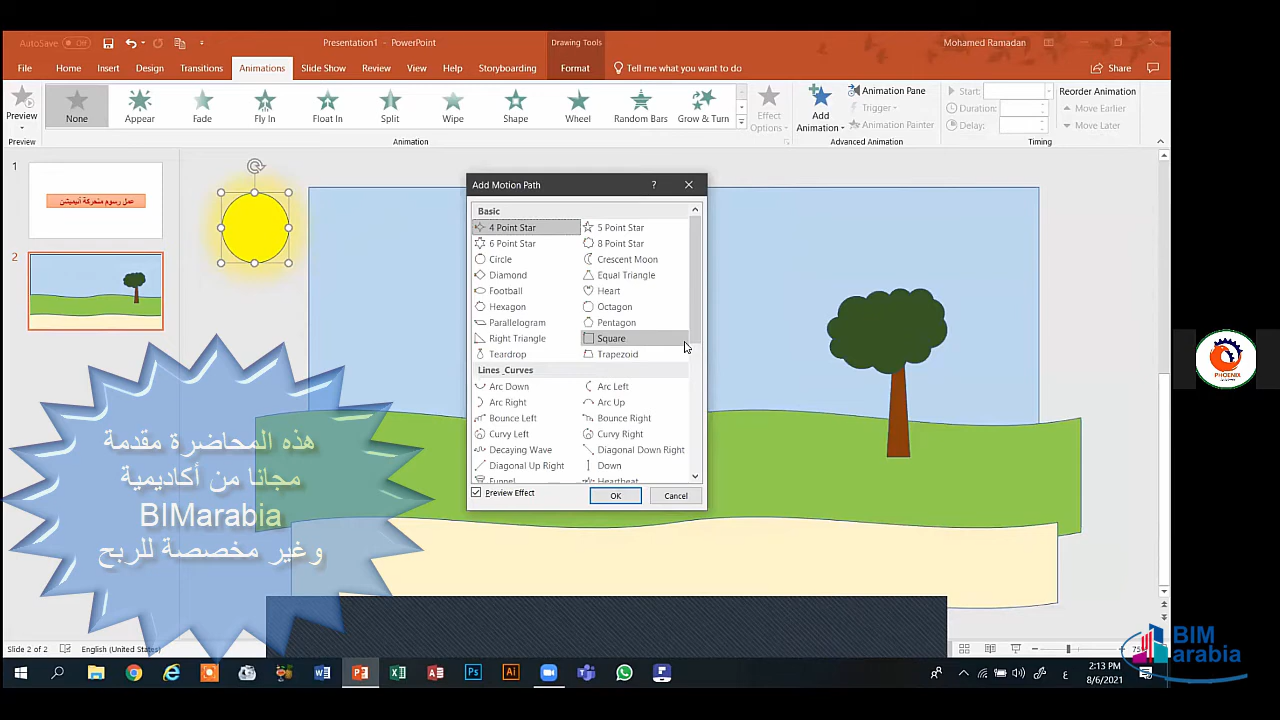 AutoSave
Off
Presentation1 - PowerPoint
Drawing Tools
Mohamed Ramadan
File
Home
Insert
Design
Transitions
Animations
Slide Show
Review
View
Help
Storyboarding
Format
Tell me what you want to do
Share
Preview
None
Appear
Fade
Fly In
Float In
Split
Wipe
Shape
Wheel
Random Bars
Grow & Turn
Effect
Options
Add
Animation
Animation Pane
Trigger
Animation Painter
Start:
Duration:
Delay:
Reorder Animation
Move Earlier
Move Later
Preview
Animation
Advanced Animation
Timing
1
عمل رسوم متحركة أنيميشن
2
Add Motion Path
?
Basic
4 Point Star
5 Point Star
6 Point Star
8 Point Star
Circle
Crescent Moon
Diamond
Equal Triangle
Football
Heart
Hexagon
Octagon
Parallelogram
Pentagon
Right Triangle
Square
Teardrop
Trapezoid
Lines_Curves
Arc Down
Arc Left
Arc Right
Arc Up
Bounce Left
Bounce Right
Curvy Left
Curvy Right
Decaying Wave
Diagonal Down Right
Diagonal Up Right
Down
Funnel
Heartbeat
Preview Effect
OK
Cancel
هذه المحاضرة مقدمة
مجانا من أكاديمية
BIMarabia
وغير مخصصة للربح
PHOENIX
Slide 2 of 2
English (United States)
BIM
arabia
2:13 PM
8/6/2021